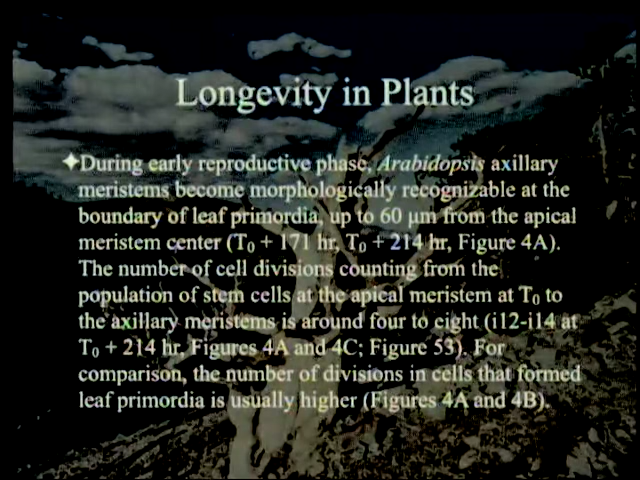 Longevity in Plants
✦During early reproductive phase, Arabidopsis axillary
meristems become morphologically recognizable at the
boundary of leaf primordia, up to 60 μm from the apical
meristem center (T₀ + 171 hr, T₀ + 214 hr, Figure 4A).
The number of cell divisions counting from the
population of stem cells at the apical meristem at T₀ to
the axillary meristems is around four to eight (i12-i14 at
T₀ + 214 hr, Figures 4A and 4C; Figure 53). For
comparison, the number of divisions in cells that formed
leaf primordia is usually higher (Figures 4A and 4B).